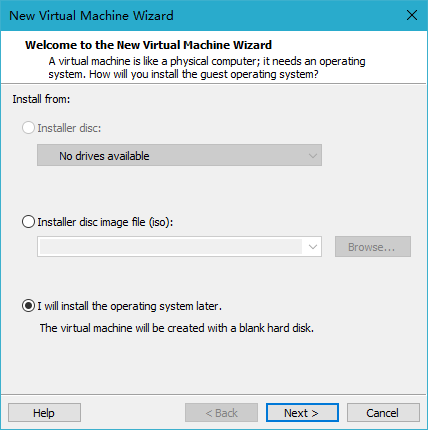 New Virtual Machine Wizard
Welcome to the New Virtual Machine Wizard
A virtual machine is like a physical computer; it needs an operating
system. How will you install the guest operating system?
Install from:
Installer disc:
No drives available
Installer disc image file (iso):
Browse...
I will install the operating system later.
The virtual machine will be created with a blank hard disk.
Help
< Back
Next >
Cancel